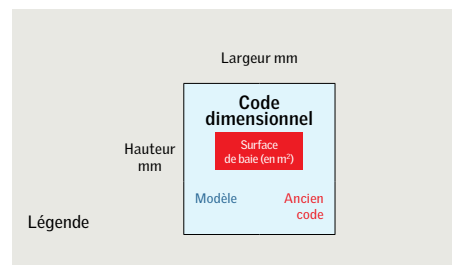 Largeur mm
Code
dimensionnel
Surface
de baie (en m²)
Hauteur
mm
Modèle
Ancien
code
Légende